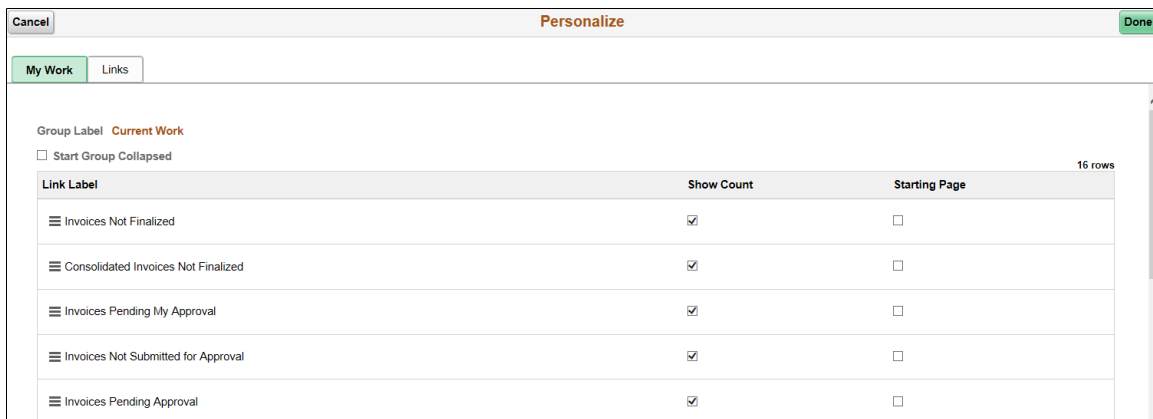 Cancel Personalize Done
My Work Links
Group Label Current Work
Start Group Collapsed
16 rows
Link Label Show Count Starting Page
Invoices Not Finalized
Consolidated Invoices Not Finalized
Invoices Pending My Approval
Invoices Not Submitted for Approval
Invoices Pending Approval